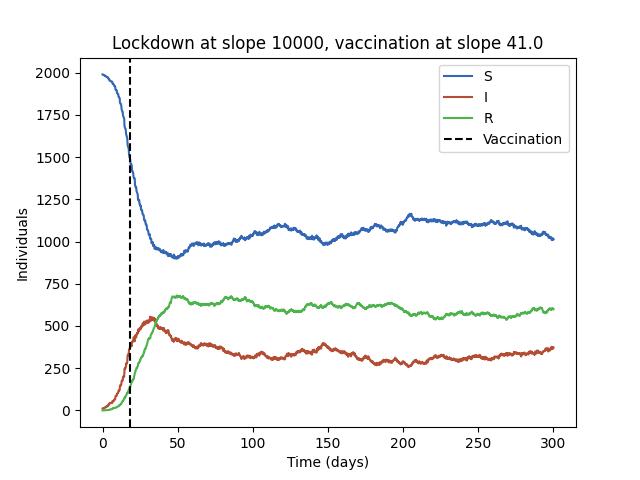 Lockdown at slope 10000, vaccination at slope 41.0
S
I
R
Vaccination
2000
1750
1500
1250
1000
750
500
250
0
Individuals
0 50 100 150 200 250 300
Time (days)